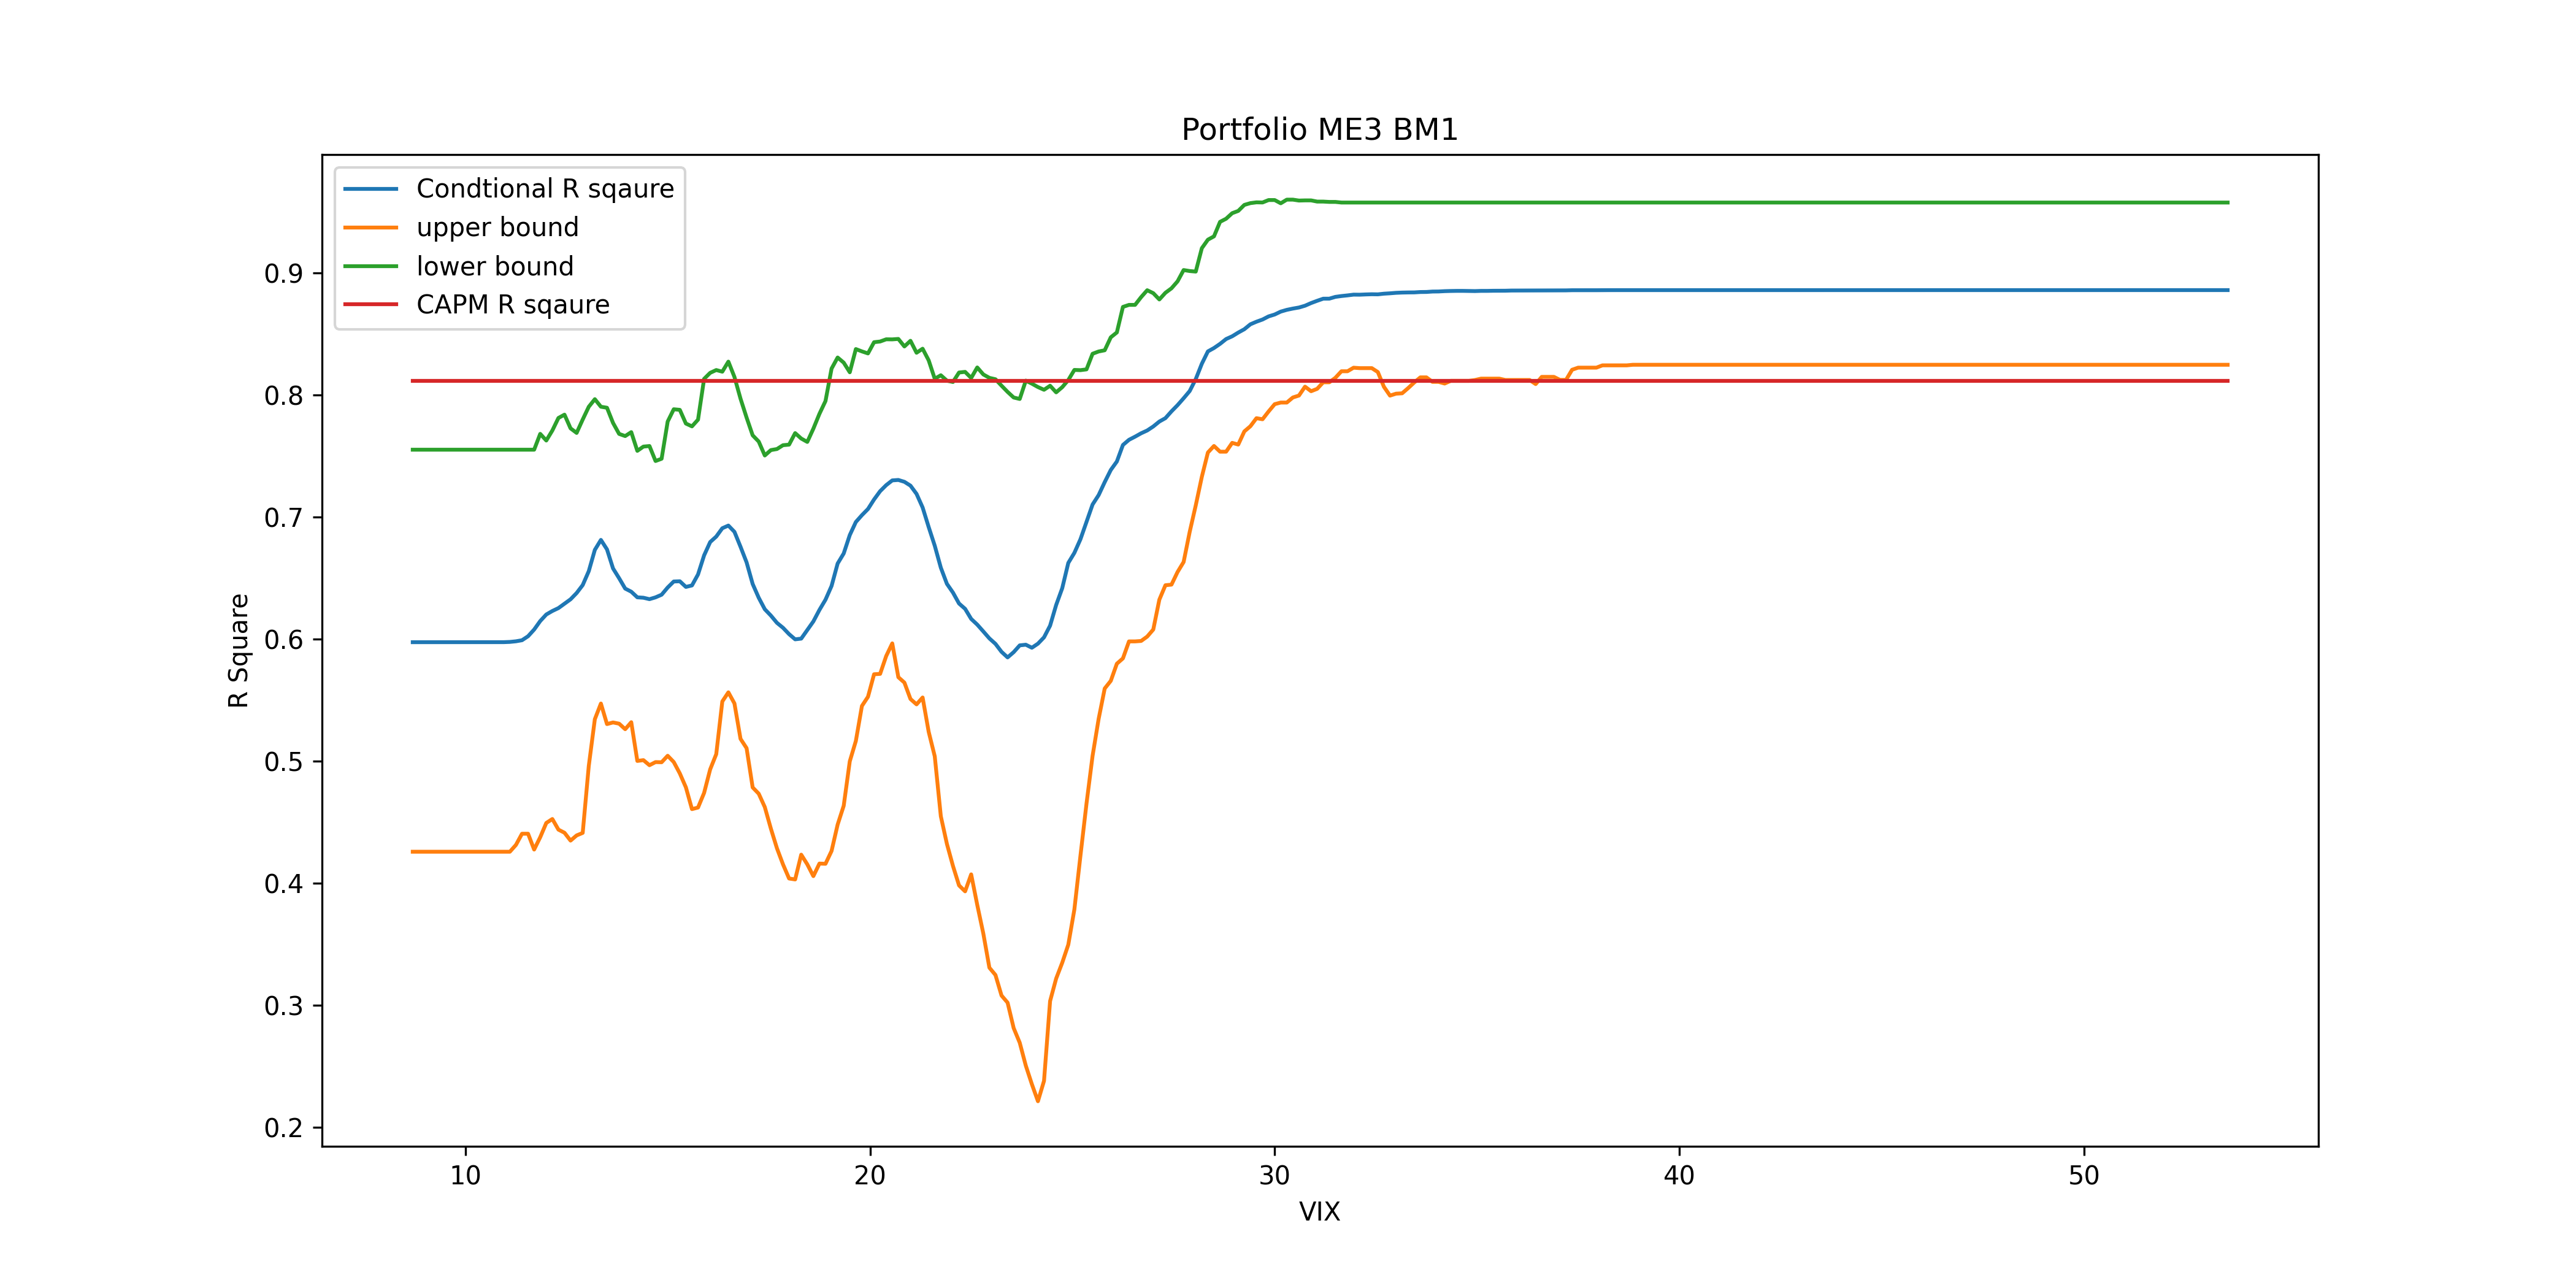 Portfolio ME3 BM1
Condtional R sqaure
upper bound
lower bound
CAPM R sqaure
R Square
0.9
0.8
0.7
0.6
0.5
0.4
0.3
0.2
10 20 30 40 50
VIX